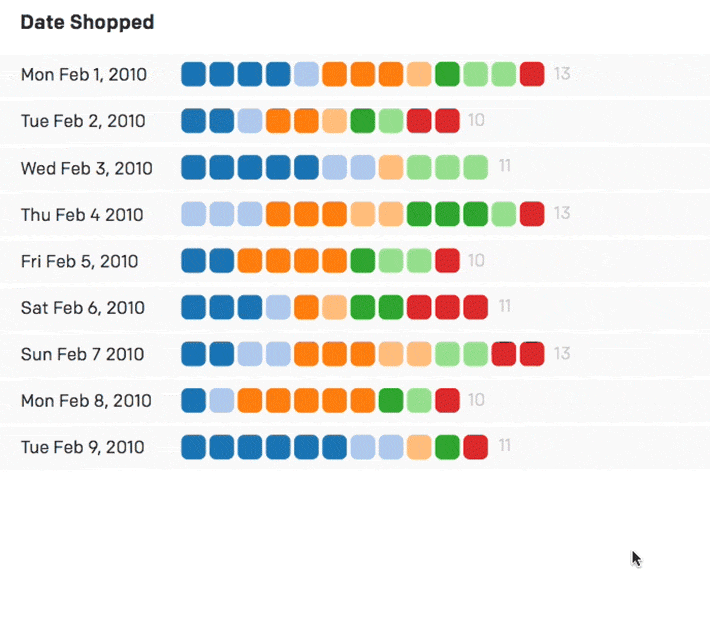 Date Shopped
Mon Feb 1, 2010 13
Tue Feb 2, 2010 10
Wed Feb 3, 2010 11
Thu Feb 4 2010 13
Fri Feb 5, 2010 10
Sat Feb 6, 2010 11
Sun Feb 7 2010 13
Mon Feb 8, 2010 10
Tue Feb 9, 2010 11